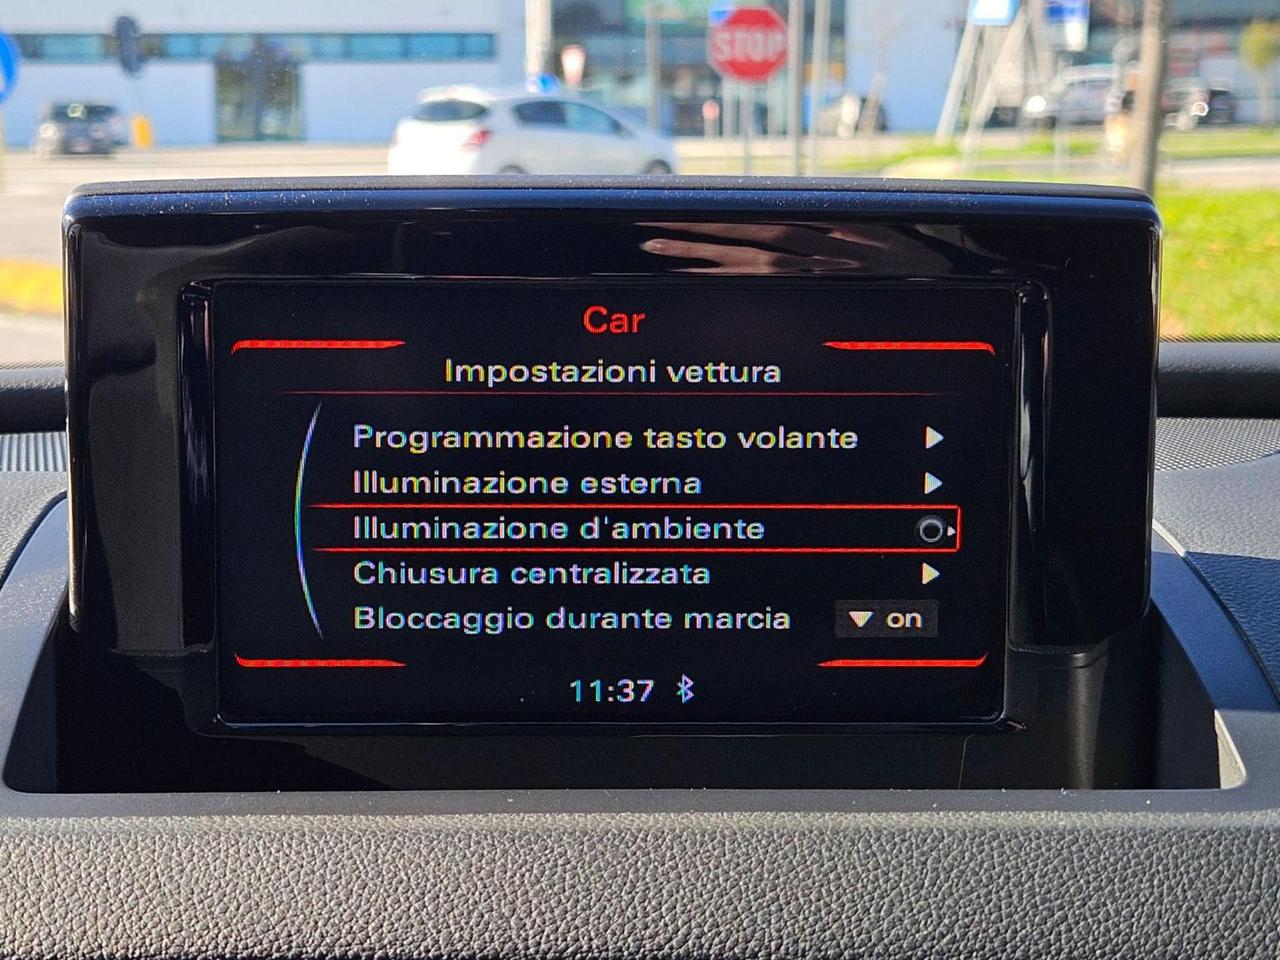 STOP
Car
Impostazioni vettura
Programmazione tasto volante
Illuminazione esterna
Illuminazione d'ambiente
Chiusura centralizzata
Bloccaggio durante marcia on
11:37